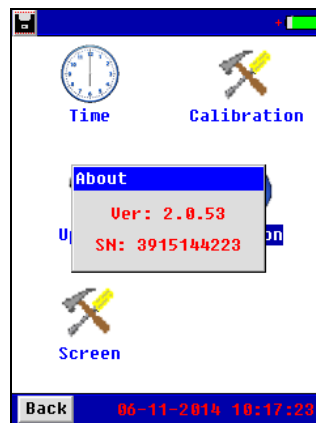 Time Calibration
About
Ver: 2.0.53
SN: 3915144223
Screen
Back 06-11-2014 10:17:23